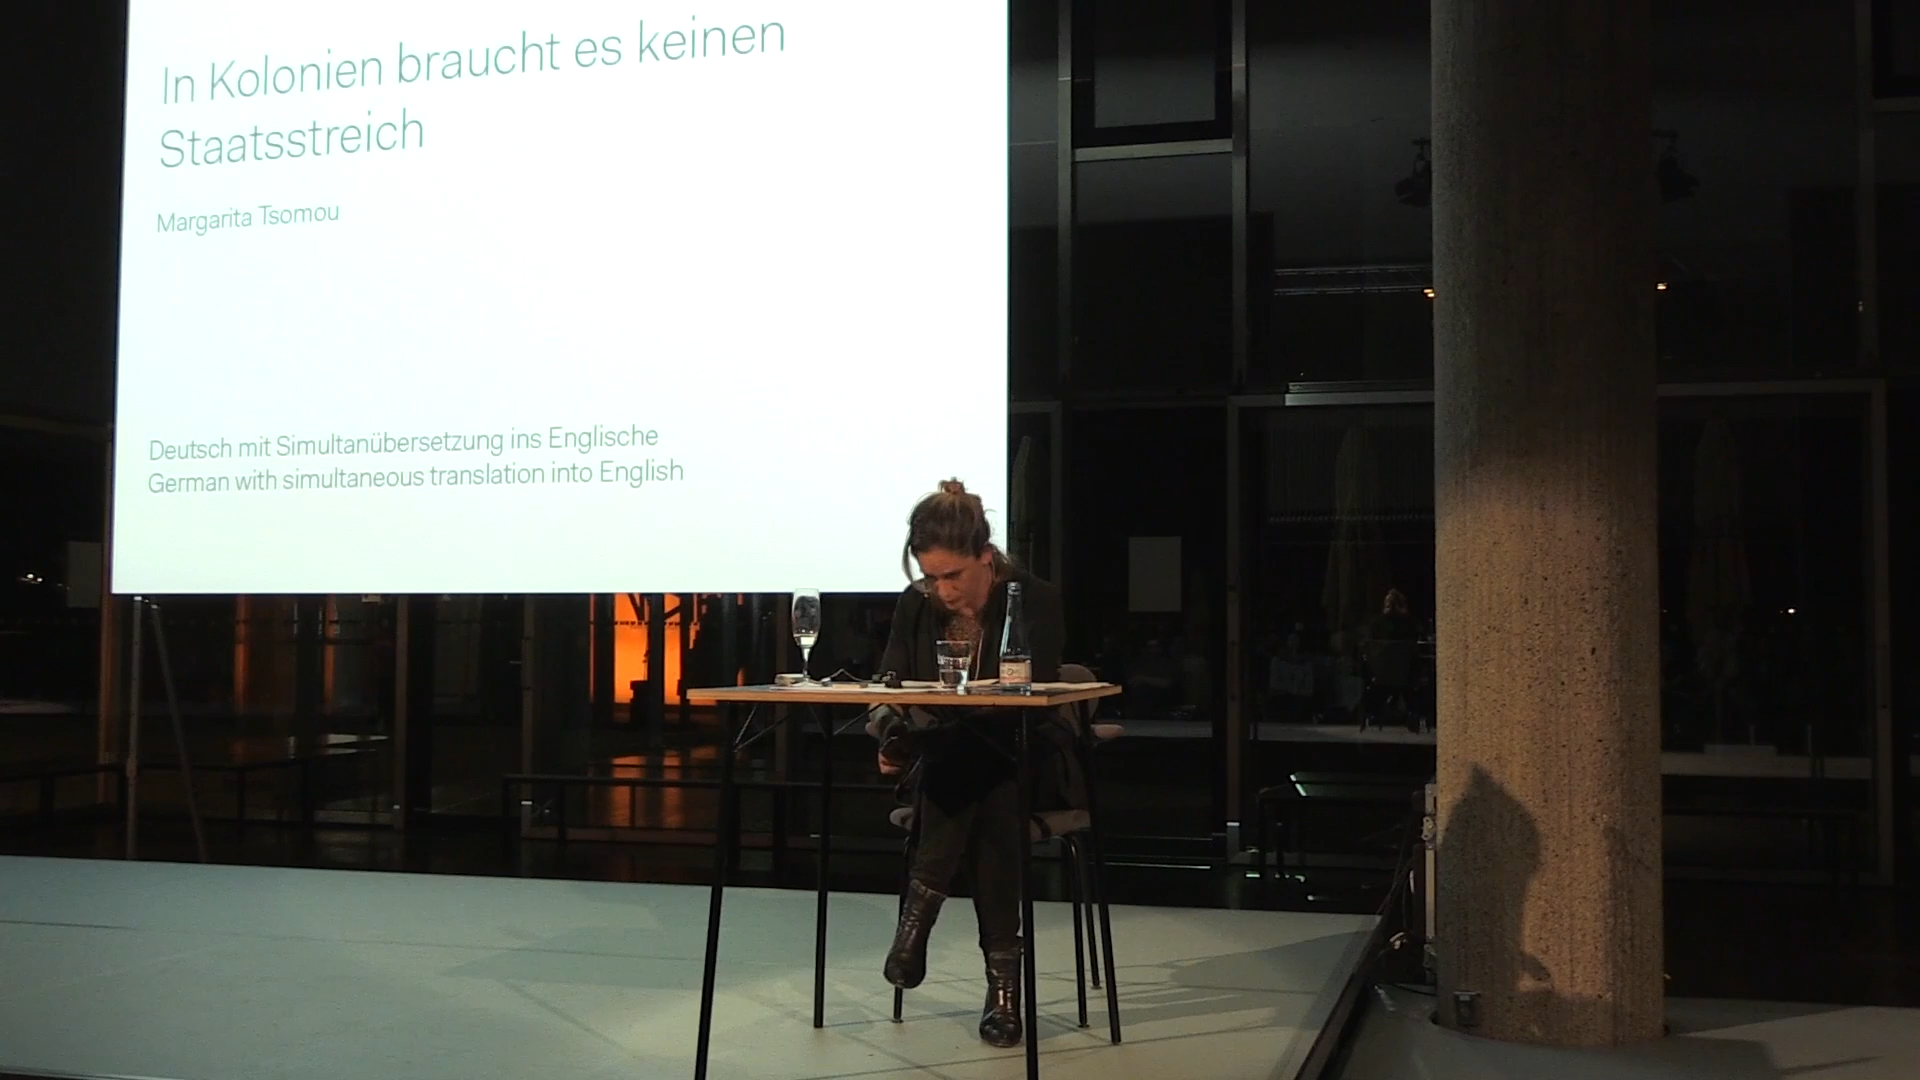 In Kolonien braucht es keinen
Staatsstreich
Margarita Tsomou
Deutsch mit Simultanübersetzung ins Englische
German with simultaneous translation into English